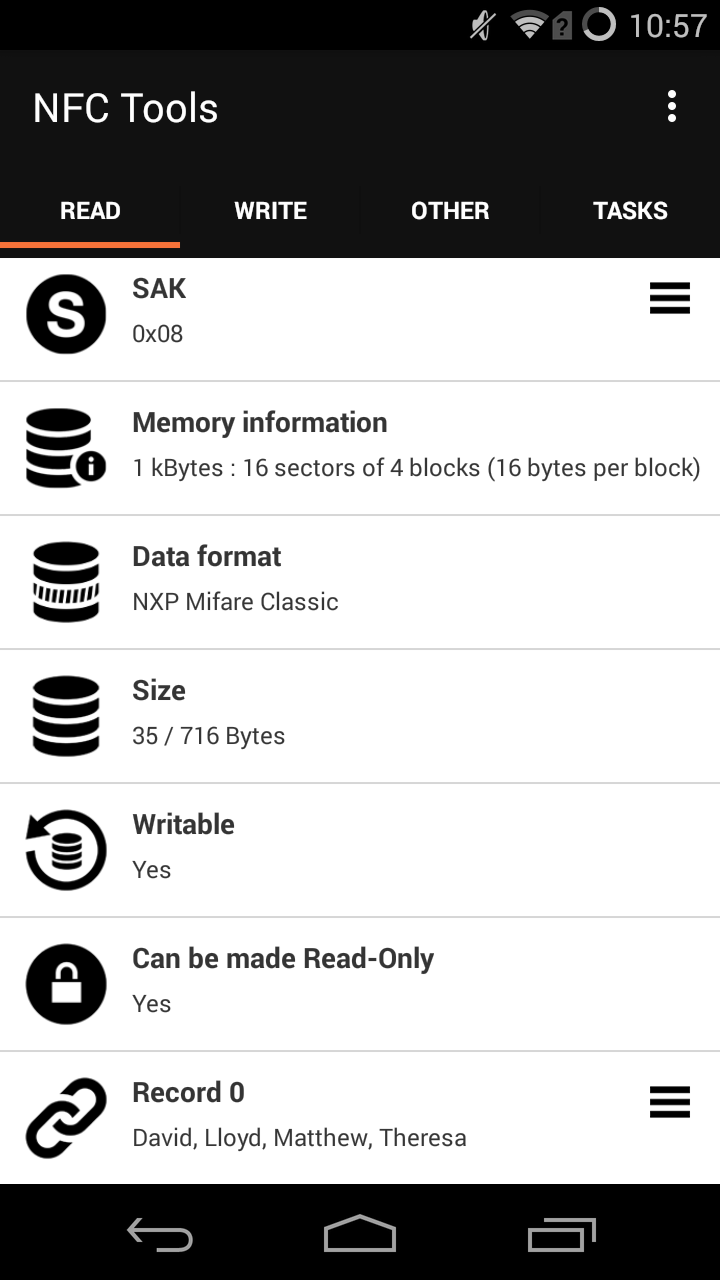 10:57
NFC Tools
READ WRITE OTHER TASKS
SAK
0x08
Memory information
1 kBytes : 16 sectors of 4 blocks (16 bytes per block)
Data format
NXP Mifare Classic
Size
35 / 716 Bytes
Writable
Yes
Can be made Read-Only
Yes
Record 0
David, Lloyd, Matthew, Theresa